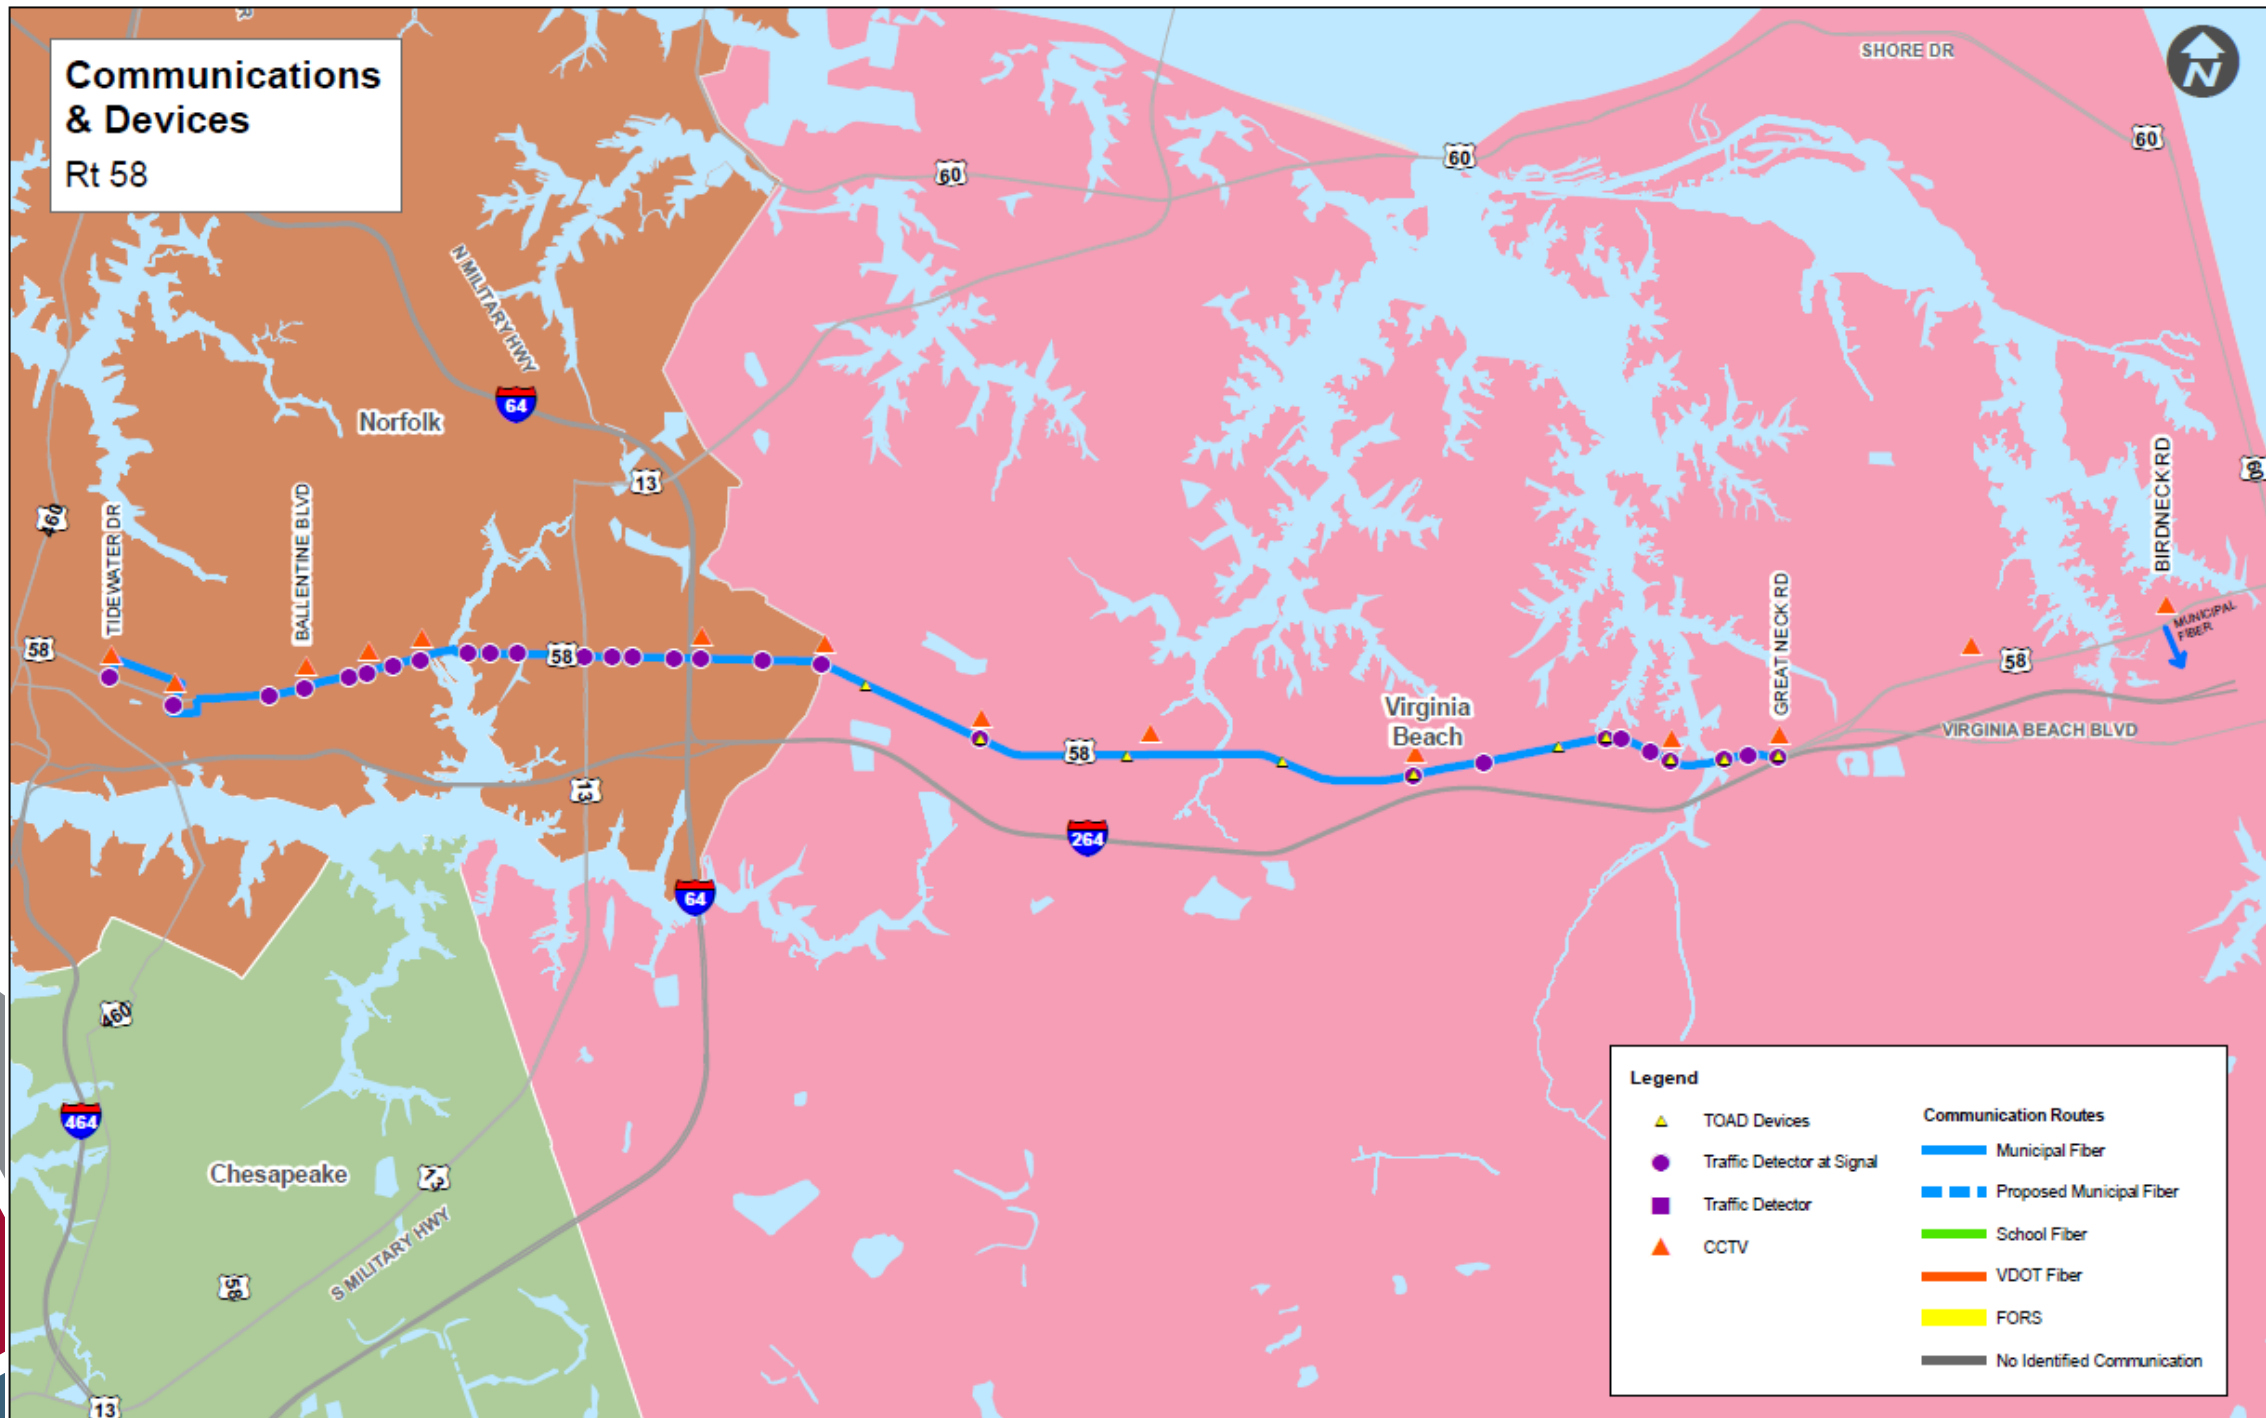 Communications
& Devices
Rt 58
SHORE DR
60
60
60
60
N MILITARY HWY
64
Norfolk
13
460
TIDEWATER DR
BALLENTINE BLVD
BIRDNECK RD
GREAT NECK RD
MUNICIPAL
FIBER
58
58
58
58
Virginia
Beach
VIRGINIA BEACH BLVD
13
264
64
460
464
Chesapeake
13
58
S MILITARY HWY
13
Legend
TOAD Devices
Traffic Detector at Signal
Traffic Detector
CCTV
Communication Routes
Municipal Fiber
Proposed Municipal Fiber
School Fiber
VDOT Fiber
FORS
No Identified Communication
N